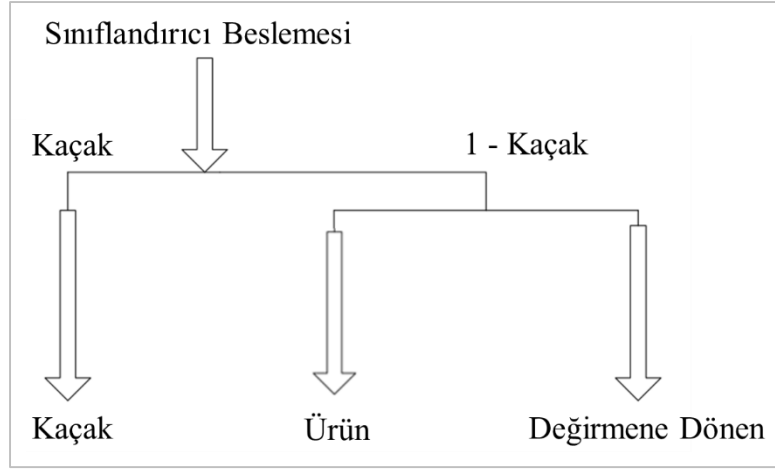 Sınıflandırıcı Beslemesi
Kaçak
1 - Kaçak
Kaçak
Ürün
Değirmene Dönen